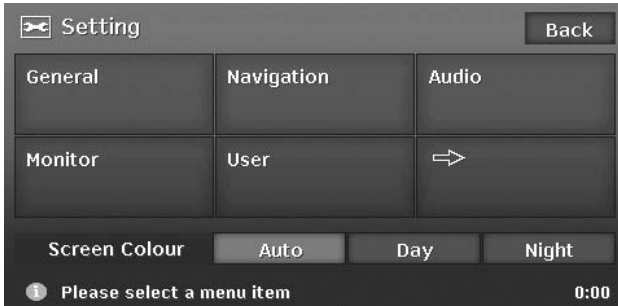 Setting
Back
General Navigation Audio
Monitor User
Screen Colour Auto Day Night
Please select a menu item 0:00